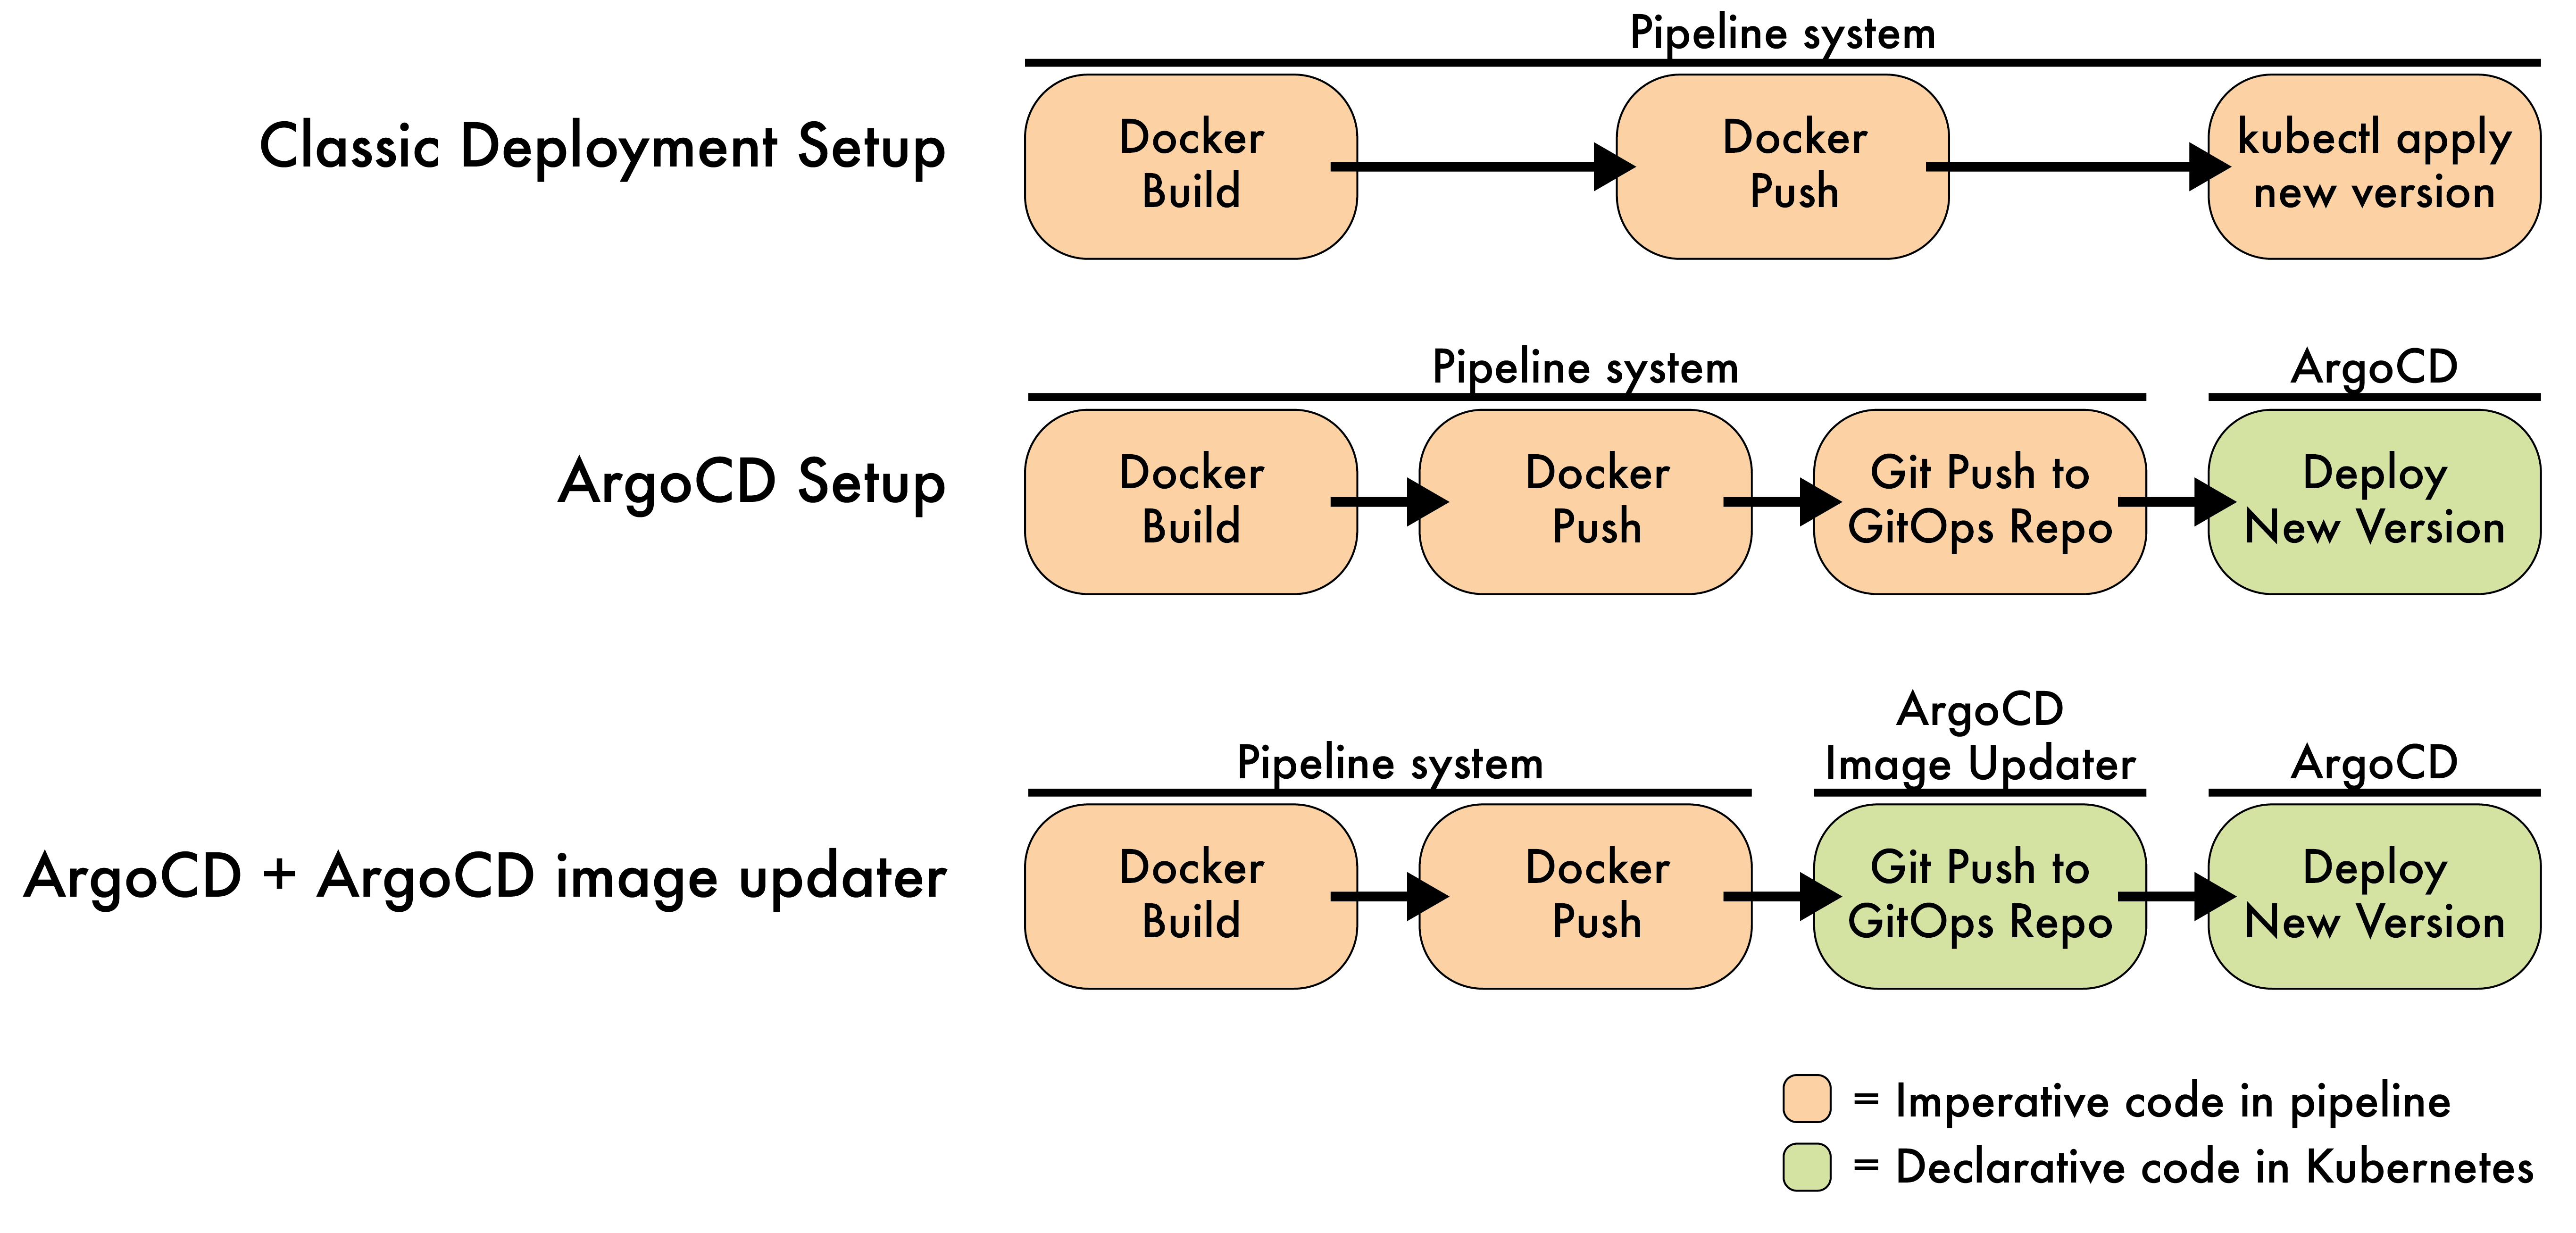 Pipeline system
Classic Deployment Setup
Docker
Build
Docker
Push
kubectl apply
new version
Pipeline system
ArgoCD
ArgoCD Setup
Docker
Build
Docker
Push
Git Push to
GitOps Repo
Deploy
New Version
Pipeline system
ArgoCD
Image Updater
ArgoCD
ArgoCD + ArgoCD image updater
Docker
Build
Docker
Push
Git Push to
GitOps Repo
Deploy
New Version
= Imperative code in pipeline
= Declarative code in Kubernetes